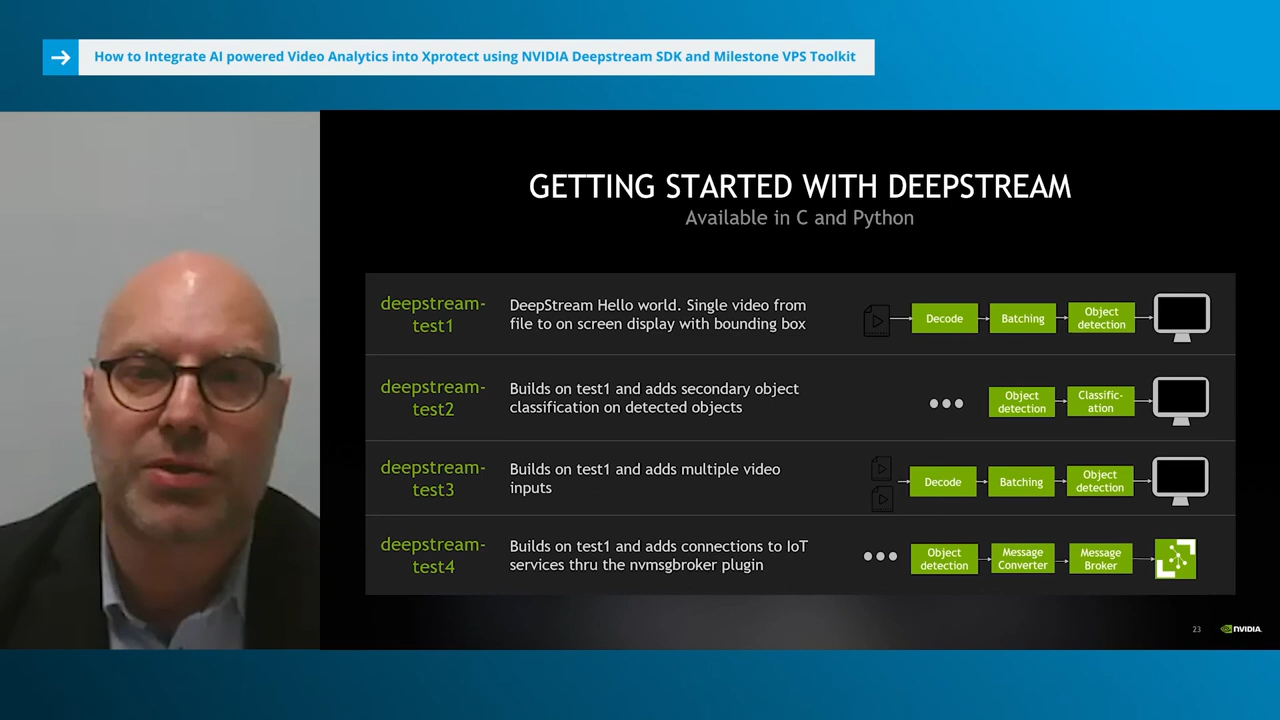 How to Integrate AI powered Video Analytics into Xprotect using NVIDIA Deepstream SDK and Milestone VPS Toolkit
GETTING STARTED WITH DEEPSTREAM
Available in C and Python
deepstream-
test1
DeepStream Hello world. Single video from
file to on screen display with bounding box
Decode
Batching
Object
detection
deepstream-
test2
Builds on test1 and adds secondary object
classification on detected objects
Object
detection
Classific-
ation
deepstream-
test3
Builds on test1 and adds multiple video
inputs
Decode
Batching
Object
detection
deepstream-
test4
Builds on test1 and adds connections to IoT
services thru the nvmsgbroker plugin
Object
detection
Message
Converter
Message
Broker
23
NVIDIA.